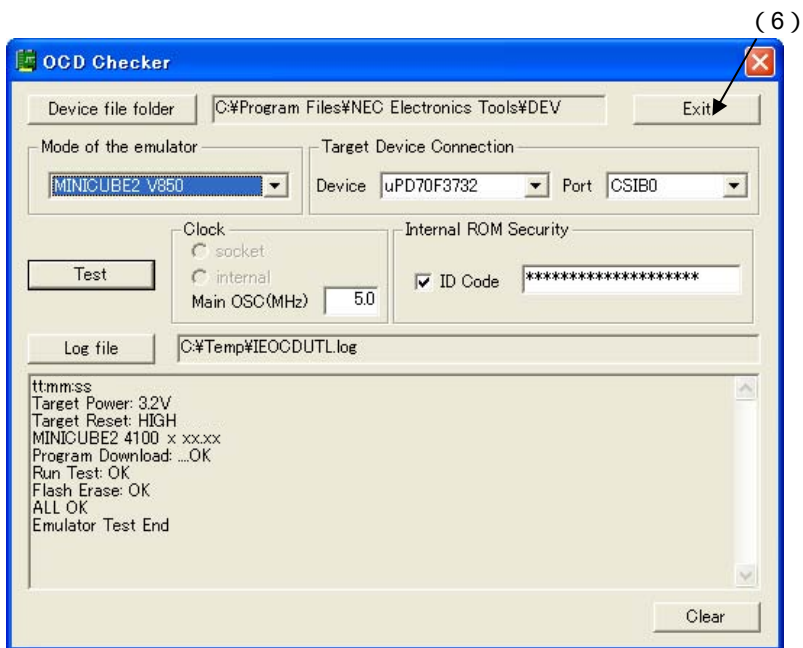 (6)
OCD Checker
Device file folder
C:¥Program Files¥NEC Electronics Tools¥DEV
Exit
Mode of the emulator
MINICUBE2 V850
Target Device Connection
Device
uPD70F3732
Port
CSIB0
Test
Clock
socket
internal
Main OSC(MHz)
5.0
Internal ROM Security
ID Code
********************
Log file
C:¥Temp¥IEOCDUTL.log
tt:mm:ss
Target Power: 3.2V
Target Reset: HIGH
MINICUBE2 4100 x xx.xx
Program Download: ....OK
Run Test: OK
Flash Erase: OK
ALL OK
Emulator Test End
Clear